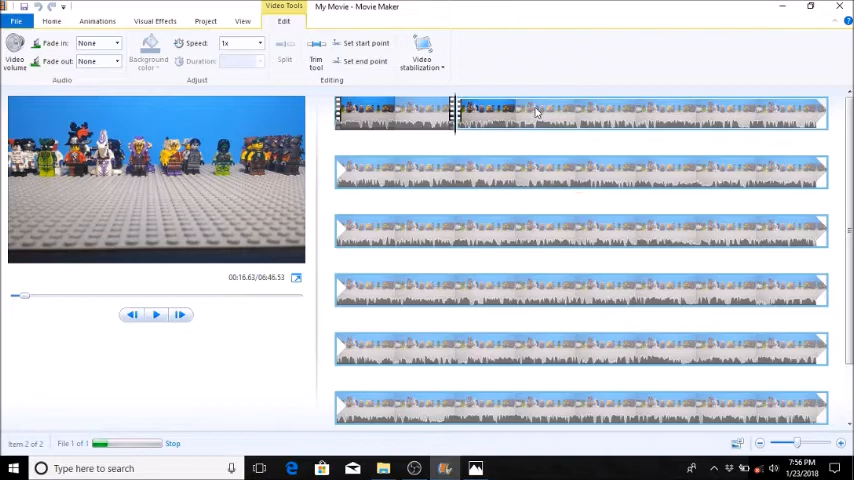 Video Tools
My Movie - Movie Maker
File Home Animations Visual Effects Project View Edit
Video volume
Fade in: None
Fade out: None
Audio
Background color
Speed: 1x
Duration:
Adjust
Split
Trim tool
Set start point
Set end point
Editing
Video stabilization
00:16.63/06:46.53
Item 2 of 2 File 1 of 1 Stop
Type here to search
7:56 PM
1/23/2018